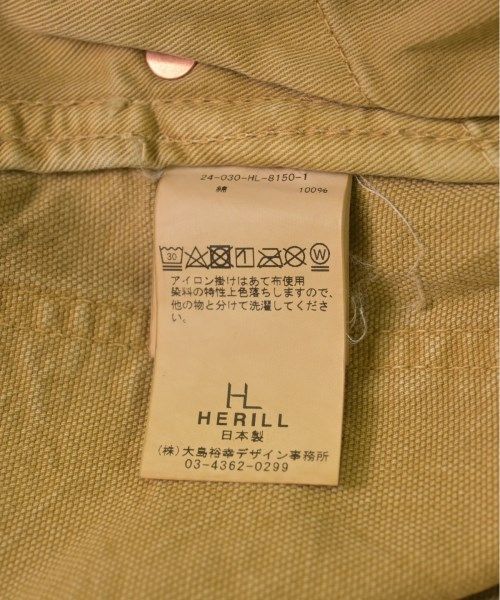 24-030-HL-8150-1
綿 100%
30
W
アイロン掛けはあて布使用
染料の特性上色落ちしますので、
他の物と分けて洗濯してくださ
い。
HL
HERILL
日本製
(株)大島裕幸デザイン事務所
03-4362-0299